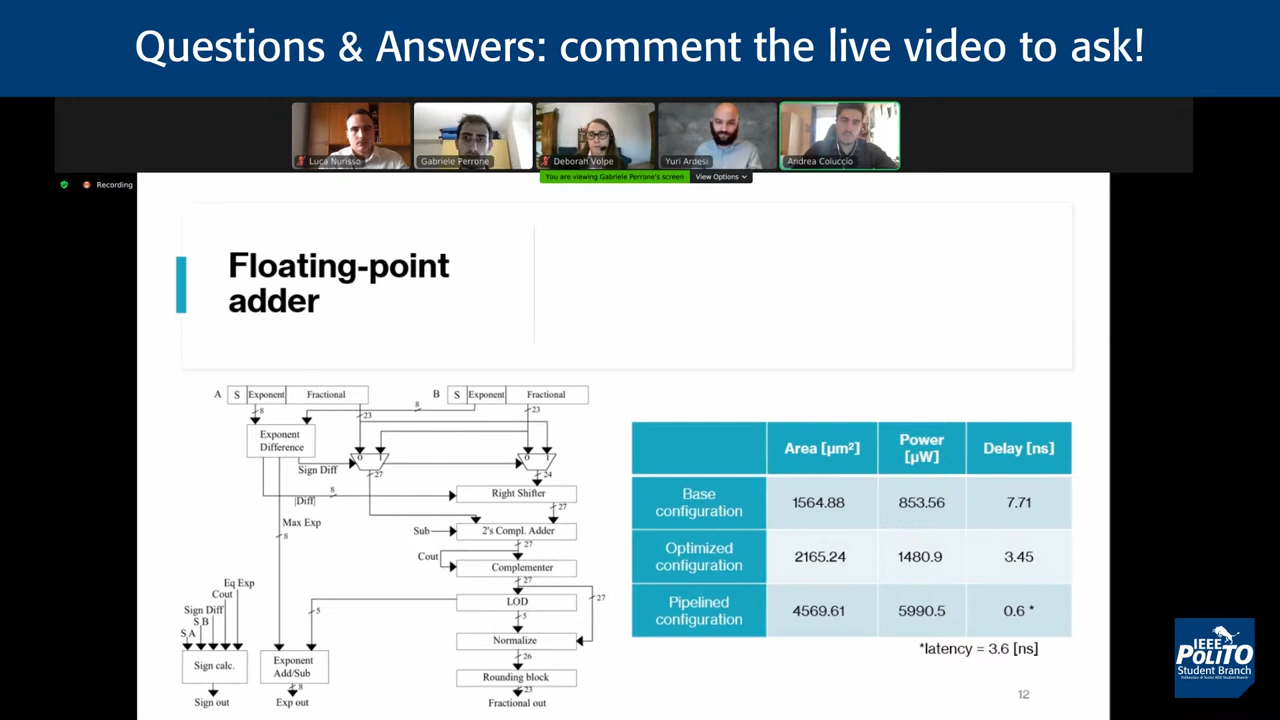 Questions & Answers: comment the live video to ask!
Luca Nurisso
Gabriele Perrone
Deborah Volpe
Yuri Ardesi
Andrea Coluccio
You are viewing Gabriele Perrone's screen
View Options
Recording
Floating-point
adder
A S Exponent Fractional
B S Exponent Fractional
8
8
23
23
Exponent
Difference
0 1
0 1
Sign Diff
27
24
8
|Diff|
Right Shifter
27
Max Exp
8
Sub
2's Compl. Adder
27
Cout
Complementer
27
27
LOD
5
5
Eq Exp
Cout
Sign Diff
S B
S A
Normalize
26
Sign calc.
Exponent
Add/Sub
Rounding block
8
23
Sign out
Exp out
Fractional out
Area [µm²]
Power
[µW]
Delay [ns]
Base
configuration
1564.88
853.56
7.71
Optimized
configuration
2165.24
1480.9
3.45
Pipelined
configuration
4569.61
5990.5
0.6 *
*latency = 3.6 [ns]
12
IEEE
POLITO
Student Branch